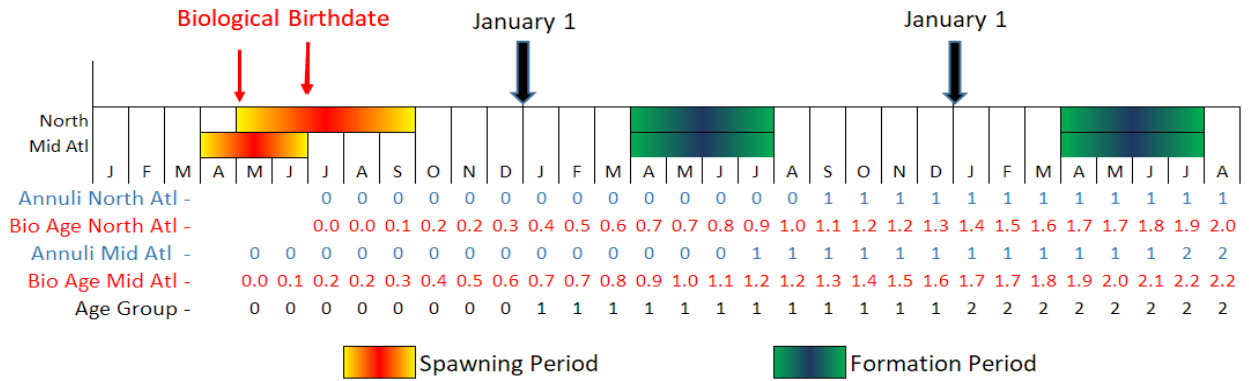 Biological Birthdate
January 1
January 1
North
Mid Atl
J F M A M J J A S O N D J F M A M J J A S O N D J F M A M J J A
Annuli North Atl - 0 0 0 0 0 0 0 0 0 0 0 0 0 0 1 1 1 1 1 1 1 1 1 1 1 1
Bio Age North Atl - 0.0 0.0 0.1 0.2 0.2 0.3 0.4 0.5 0.6 0.7 0.7 0.8 0.9 1.0 1.1 1.2 1.2 1.3 1.4 1.5 1.6 1.7 1.7 1.8 1.9 2.0
Annuli Mid Atl - 0 0 0 0 0 0 0 0 0 0 0 0 0 0 1 1 1 1 1 1 1 1 1 1 1 1 2 2
Bio Age Mid Atl - 0.0 0.1 0.2 0.2 0.3 0.4 0.5 0.6 0.7 0.7 0.8 0.9 1.0 1.1 1.2 1.2 1.3 1.4 1.5 1.6 1.7 1.7 1.8 1.9 2.0 2.1 2.2 2.2
Age Group - 0 0 0 0 0 0 0 0 1 1 1 1 1 1 1 1 1 1 1 1 2 2 2 2 2 2 2 2
Spawning Period
Formation Period